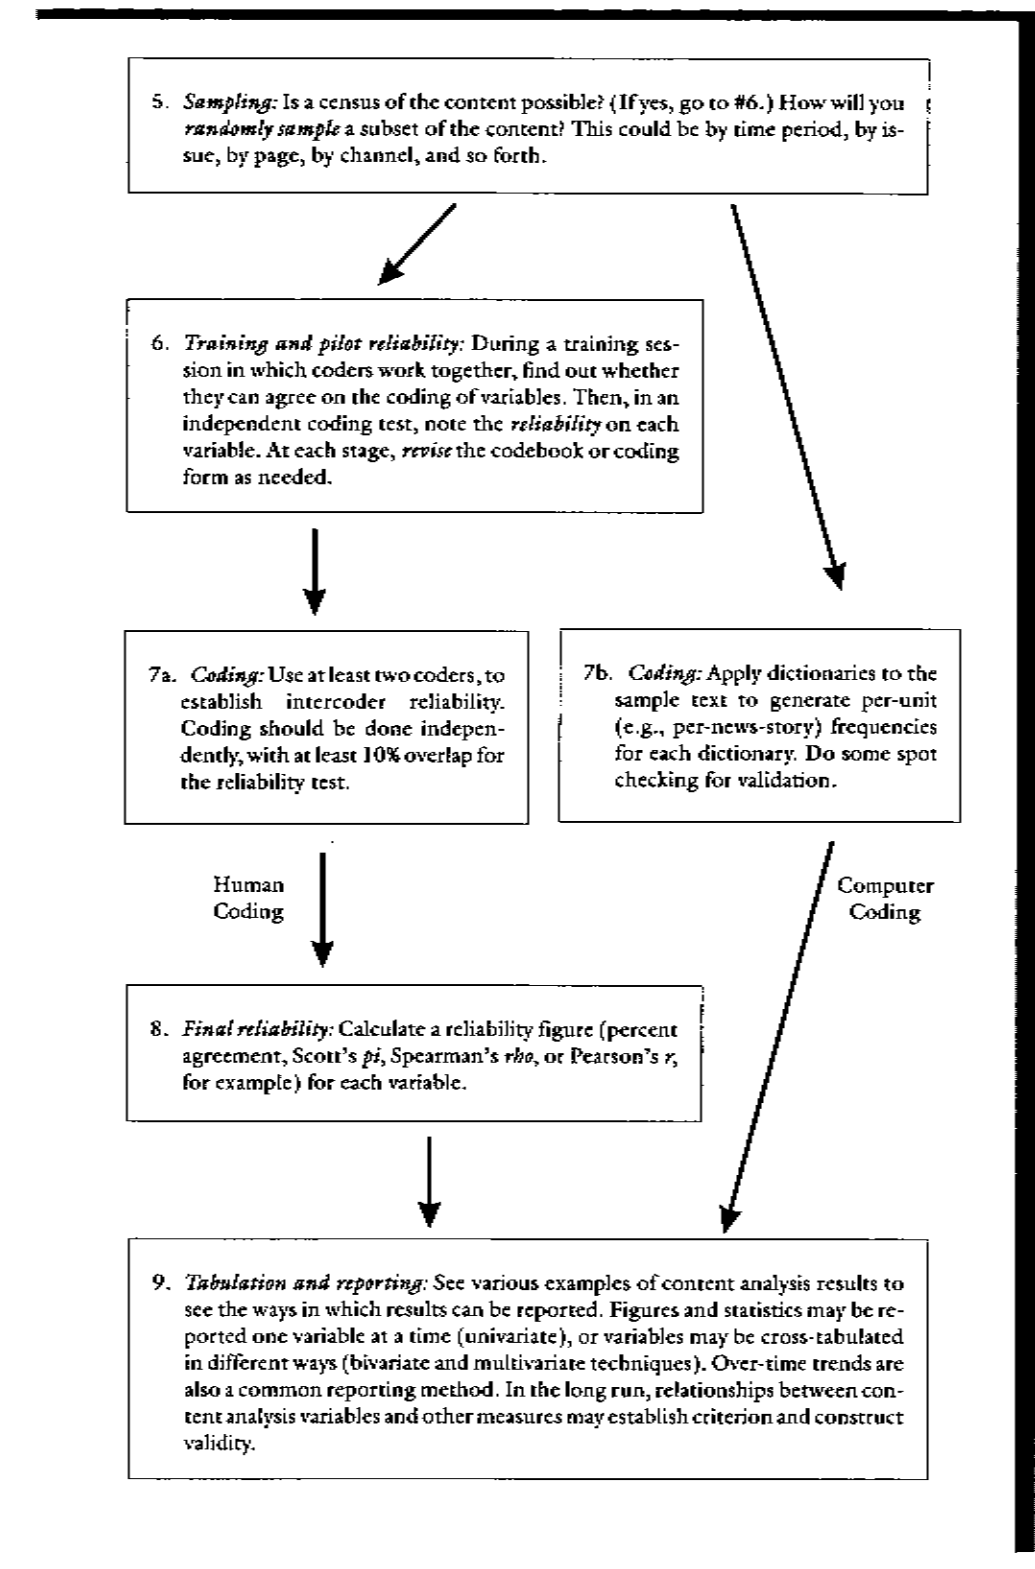 5. Sampling: Is a census of the content possible? (If yes, go to #6.) How will you
randomly sample a subset of the content? This could be by time period, by is-
sue, by page, by channel, and so forth.
6. Training and pilot reliability: During a training ses-
sion in which coders work together, find out whether
they can agree on the coding of variables. Then, in an
independent coding test, note the reliability on each
variable. At each stage, revise the codebook or coding
form as needed.
7a. Coding: Use at least two coders, to
establish intercoder reliability.
Coding should be done indepen-
dently, with at least 10% overlap for
the reliability test.
7b. Coding: Apply dictionaries to the
sample text to generate per-unit
(e.g., per-news-story) frequencies
for each dictionary. Do some spot
checking for validation.
Human
Coding
Computer
Coding
8. Final reliability: Calculate a reliability figure (percent
agreement, Scott's pi, Spearman's rho, or Pearson's r,
for example) for each variable.
9. Tabulation and reporting: See various examples of content analysis results to
see the ways in which results can be reported. Figures and statistics may be re-
ported one variable at a time (univariate), or variables may be cross-tabulated
in different ways (bivariate and multivariate techniques). Over-time trends are
also a common reporting method. In the long run, relationships between con-
tent analysis variables and other measures may establish criterion and construct
validity.